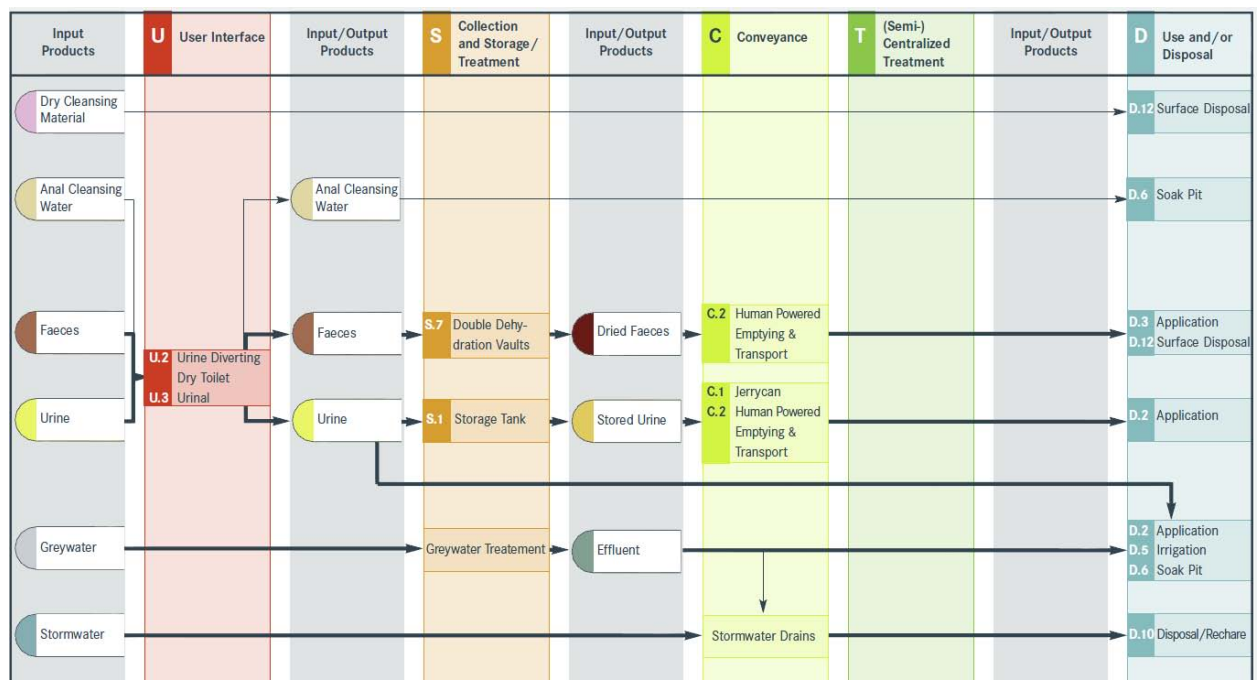 Input
Products
U
User Interface
Input/Output
Products
S
Collection
and Storage/
Treatment
Input/Output
Products
C
Conveyance
T
(Semi-)
Centralized
Treatment
Input/Output
Products
D
Use and/or
Disposal
Dry Cleansing
Material
D.12 Surface Disposal
Anal Cleansing
Water
Anal Cleansing
Water
D.6 Soak Pit
Faeces
U.2 Urine Diverting
Dry Toilet
U.3 Urinal
Faeces
S.7 Double Dehy-
dration Vaults
Dried Faeces
C.2 Human Powered
Emptying &
Transport
D.3 Application
D.12 Surface Disposal
Urine
Urine
S.1 Storage Tank
Stored Urine
C.1 Jerrycan
C.2 Human Powered
Emptying &
Transport
D.2 Application
Greywater
Greywater Treatement
Effluent
D.2 Application
D.5 Irrigation
D.6 Soak Pit
Stormwater
Stormwater Drains
D.10 Disposal/Rechare